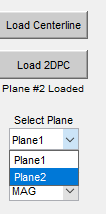 Load Centerline
Load 2DPC
Plane #2 Loaded
Select Plane
Plane1
Plane1
Plane2
MAG